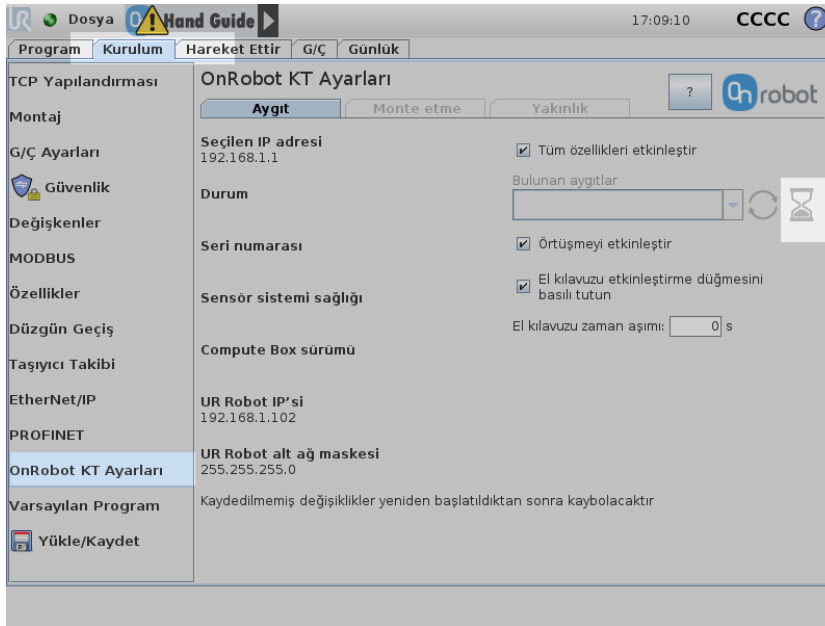 UR
Dosya
Hand Guide
17:09:10
CCCC
?
Program
Kurulum
Hareket Ettir
G/Ç
Günlük
TCP Yapılandırması
Montaj
G/Ç Ayarları
Güvenlik
Değişkenler
MODBUS
Özellikler
Düzgün Geçiş
Taşıyıcı Takibi
EtherNet/IP
PROFINET
OnRobot KT Ayarları
Varsayılan Program
Yükle/Kaydet
OnRobot KT Ayarları
?
On robot
Aygıt
Monte etme
Yakınlık
Seçilen IP adresi
192.168.1.1
Durum
Seri numarası
Sensör sistemi sağlığı
Compute Box sürümü
UR Robot IP’si
192.168.1.102
UR Robot alt ağ maskesi
255.255.255.0
Tüm özellikleri etkinleştir
Bulunan aygıtlar
Örtüşmeyi etkinleştir
El kılavuzu etkinleştirme düğmesini
basılı tutun
El kılavuzu zaman aşımı: 0 s
Kaydedilmemiş değişiklikler yeniden başlatıldıktan sonra kaybolacaktır